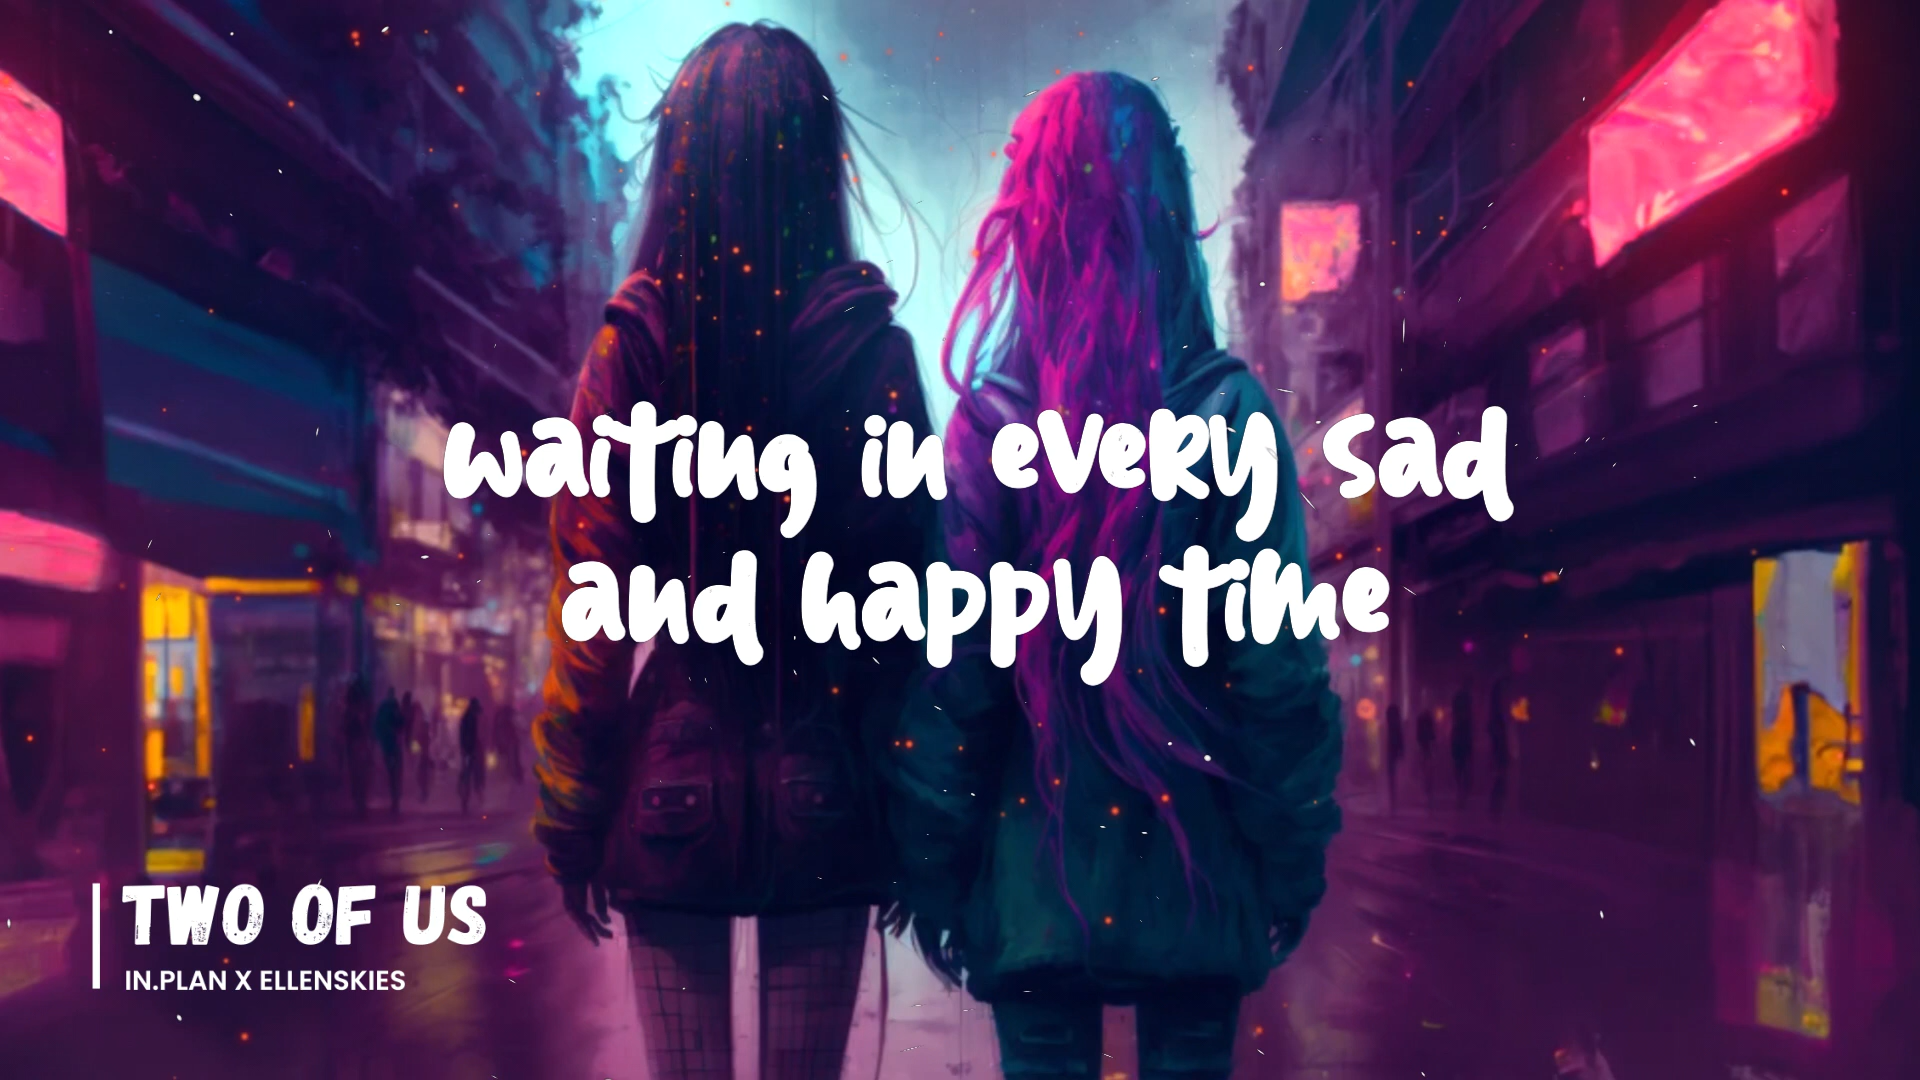 waiting in every sad
and happy time
TWO OF US
IN.PLAN X ELLENSKIES